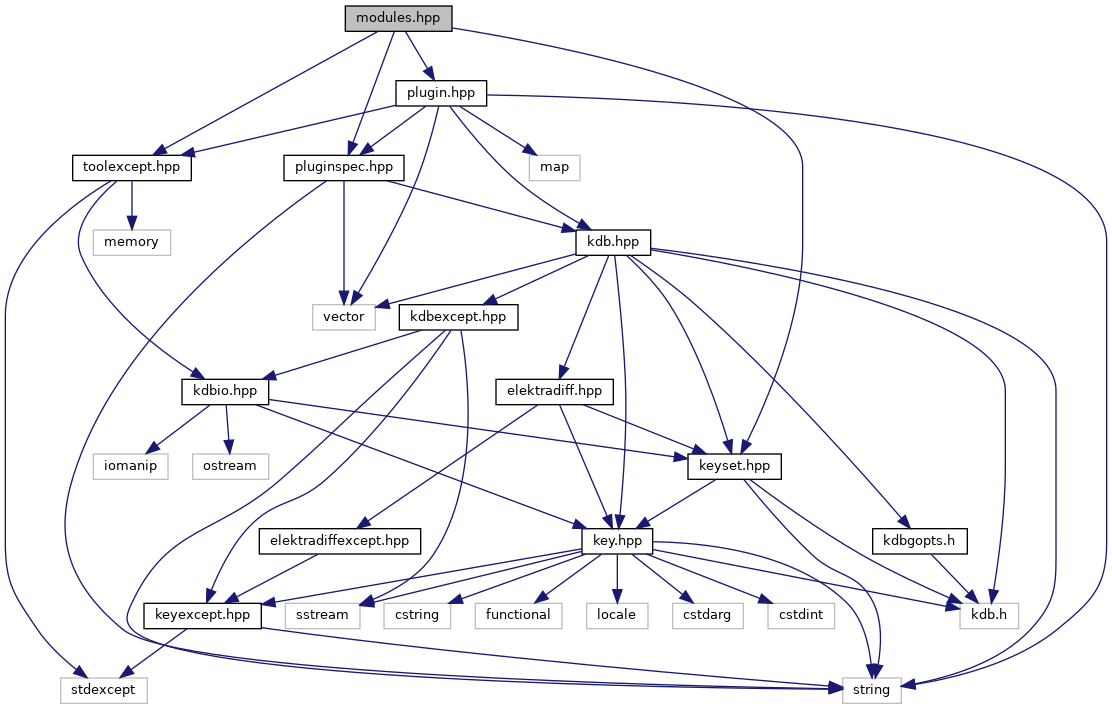 modules.hpp
plugin.hpp
toolexcept.hpp
pluginspec.hpp
map
memory
kdb.hpp
vector
kdbexcept.hpp
kdbio.hpp
elektradiff.hpp
iomanip
ostream
keyset.hpp
elektradiffexcept.hpp
key.hpp
kdbgopts.h
keyexcept.hpp
sstream
cstring
functional
locale
cstdarg
cstdint
kdb.h
stdexcept
string